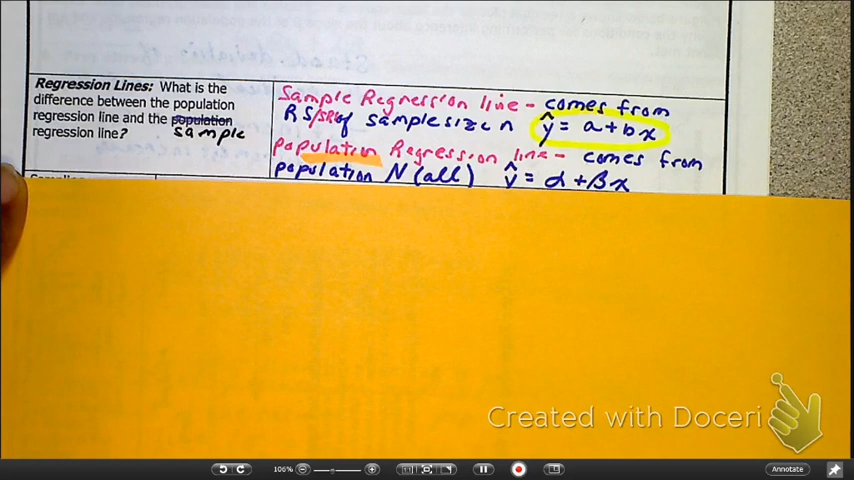 Regression Lines: What is the
difference between the population
regression line and the population
sample
regression line?
Sample Regression line - comes from
RS/SRS of sample size n ŷ = a + bx
population Regression line - comes from
population N (all) ŷ = α + βx
Created with Doceri
106%
Annotate